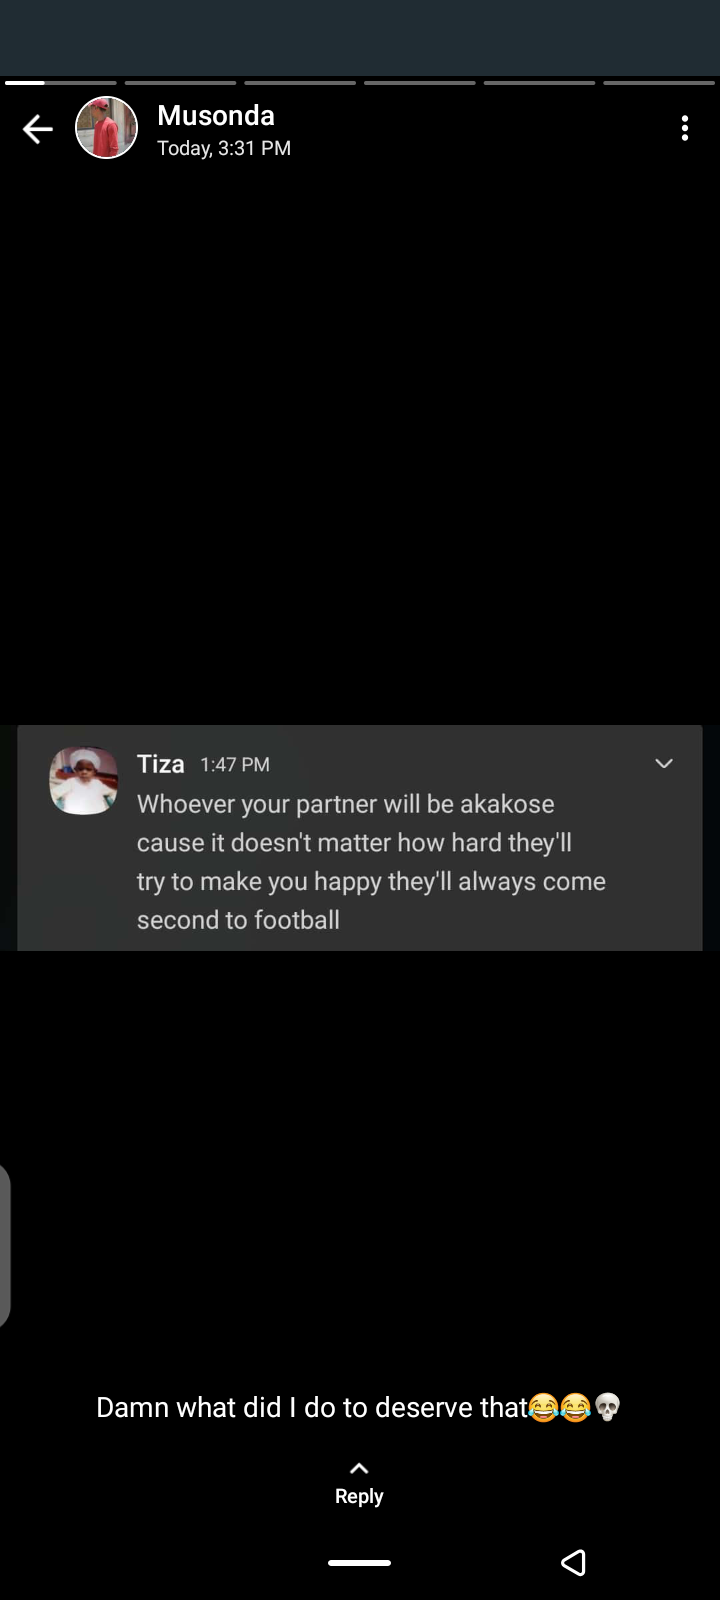 Musonda
Today, 3:31 PM
Tiza 1:47 PM
Whoever your partner will be akakose
cause it doesn't matter how hard they'll
try to make you happy they'll always come
second to football
Damn what did I do to deserve that😂😂💀
Reply